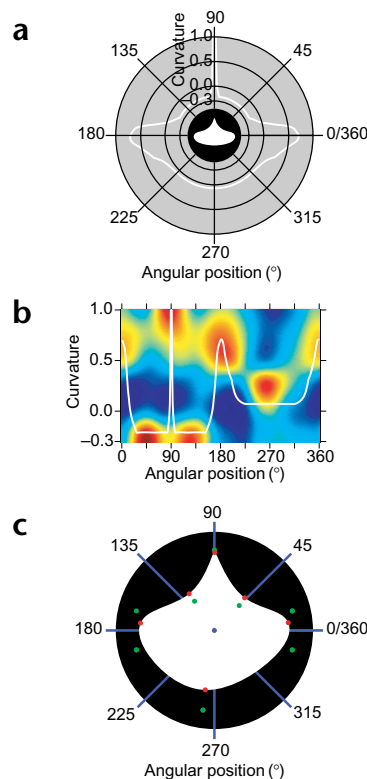 a
90
135
45
Curvature
1.0
0.5
0.0
–0.3
180
0/360
225
315
270
Angular position (°)
b
1.0
0.5
0.0
–0.3
Curvature
0 90 180 270 360
Angular position (°)
c
90
135
45
180
0/360
225
315
270
Angular position (°)